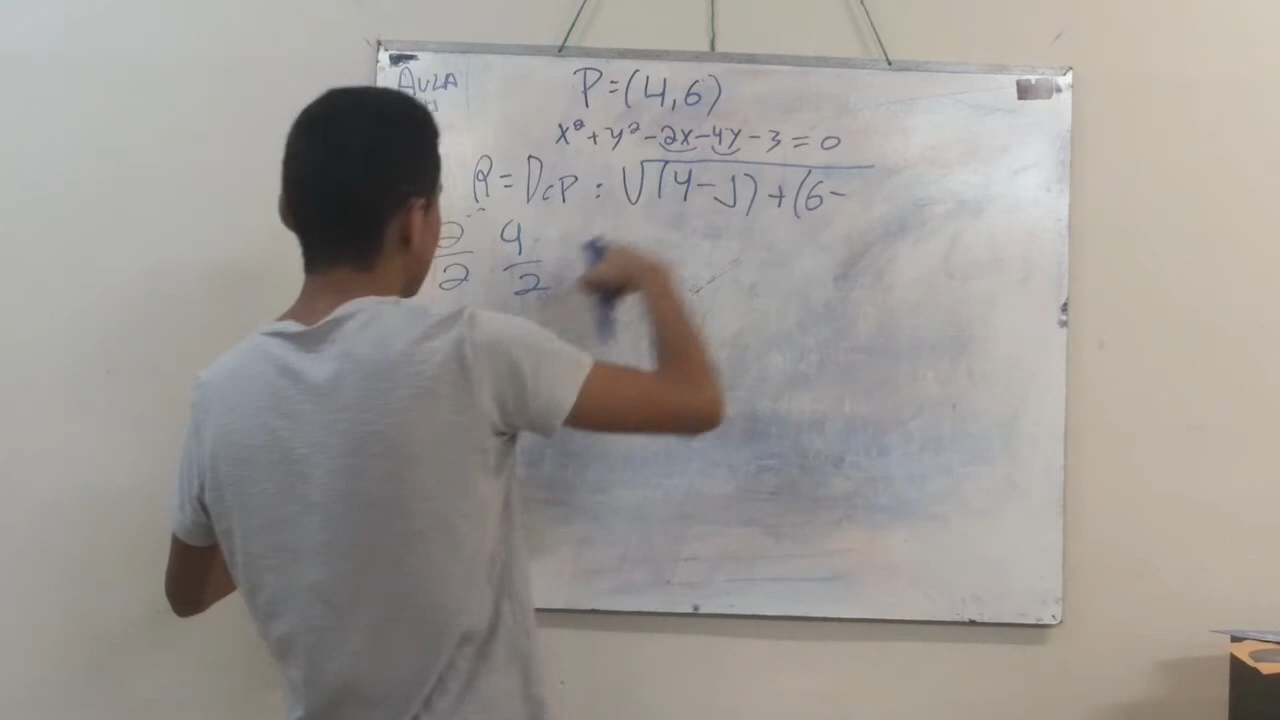 AULA
P=(4,6)
x²+y²-2x-4y-3=0
R=DcP: √(4-1)+(6-
2/2 4/2